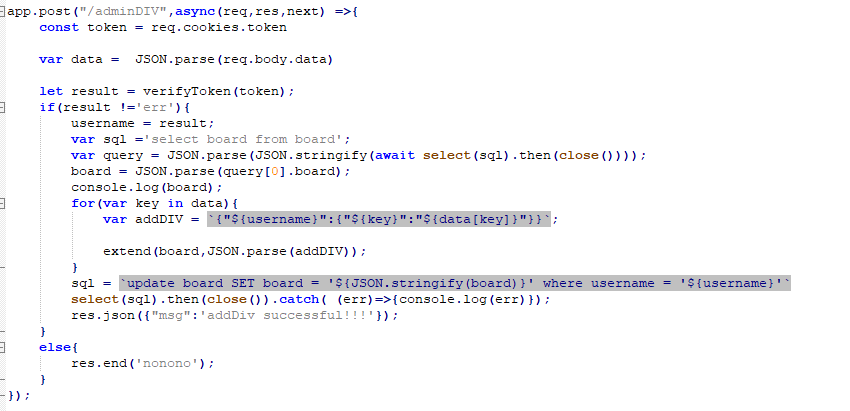 app.post("/adminDIV",async(req,res,next) =>{
    const token = req.cookies.token

    var data =  JSON.parse(req.body.data)

    let result = verifyToken(token);
    if(result !='err'){
        username = result;
        var sql ='select board from board';
        var query = JSON.parse(JSON.stringify(await select(sql).then(close())));
        board = JSON.parse(query[0].board);
        console.log(board);
        for(var key in data){
            var addDIV = `{"${username}":{"${key}":"${data[key]}"}}`;

            extend(board,JSON.parse(addDIV));
        }
        sql = `update board SET board = '${JSON.stringify(board)}' where username = '${username}'`
        select(sql).then(close()).catch( (err)=>{console.log(err)});
        res.json({"msg":'addDiv successful!!!'});
    }
    else{
        res.end('nonono');
    }
});